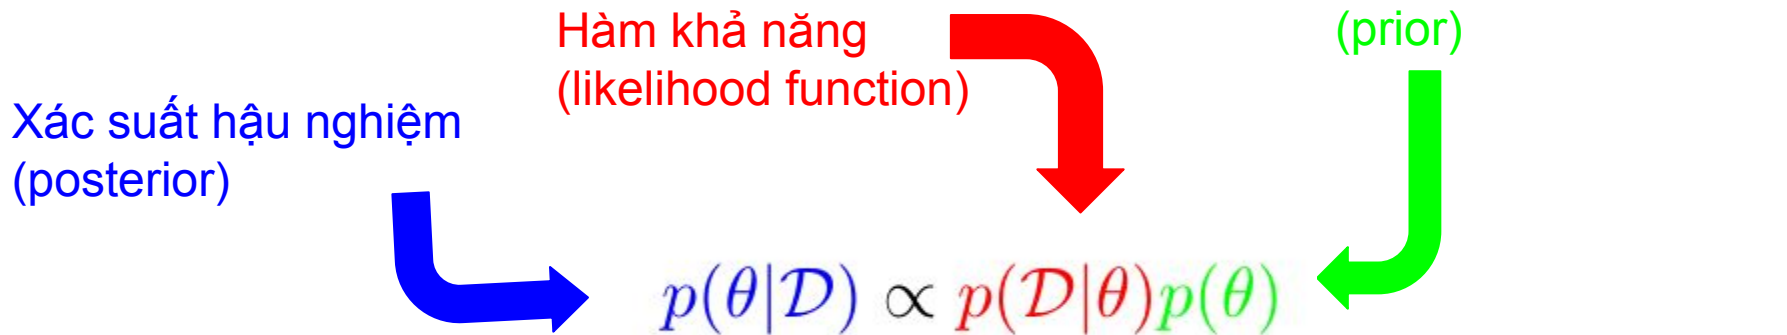 Hàm khả năng
(likelihood function)
(prior)
Xác suất hậu nghiệm
(posterior)
p(θ|𝒟) ∝ p(𝒟|θ)p(θ)